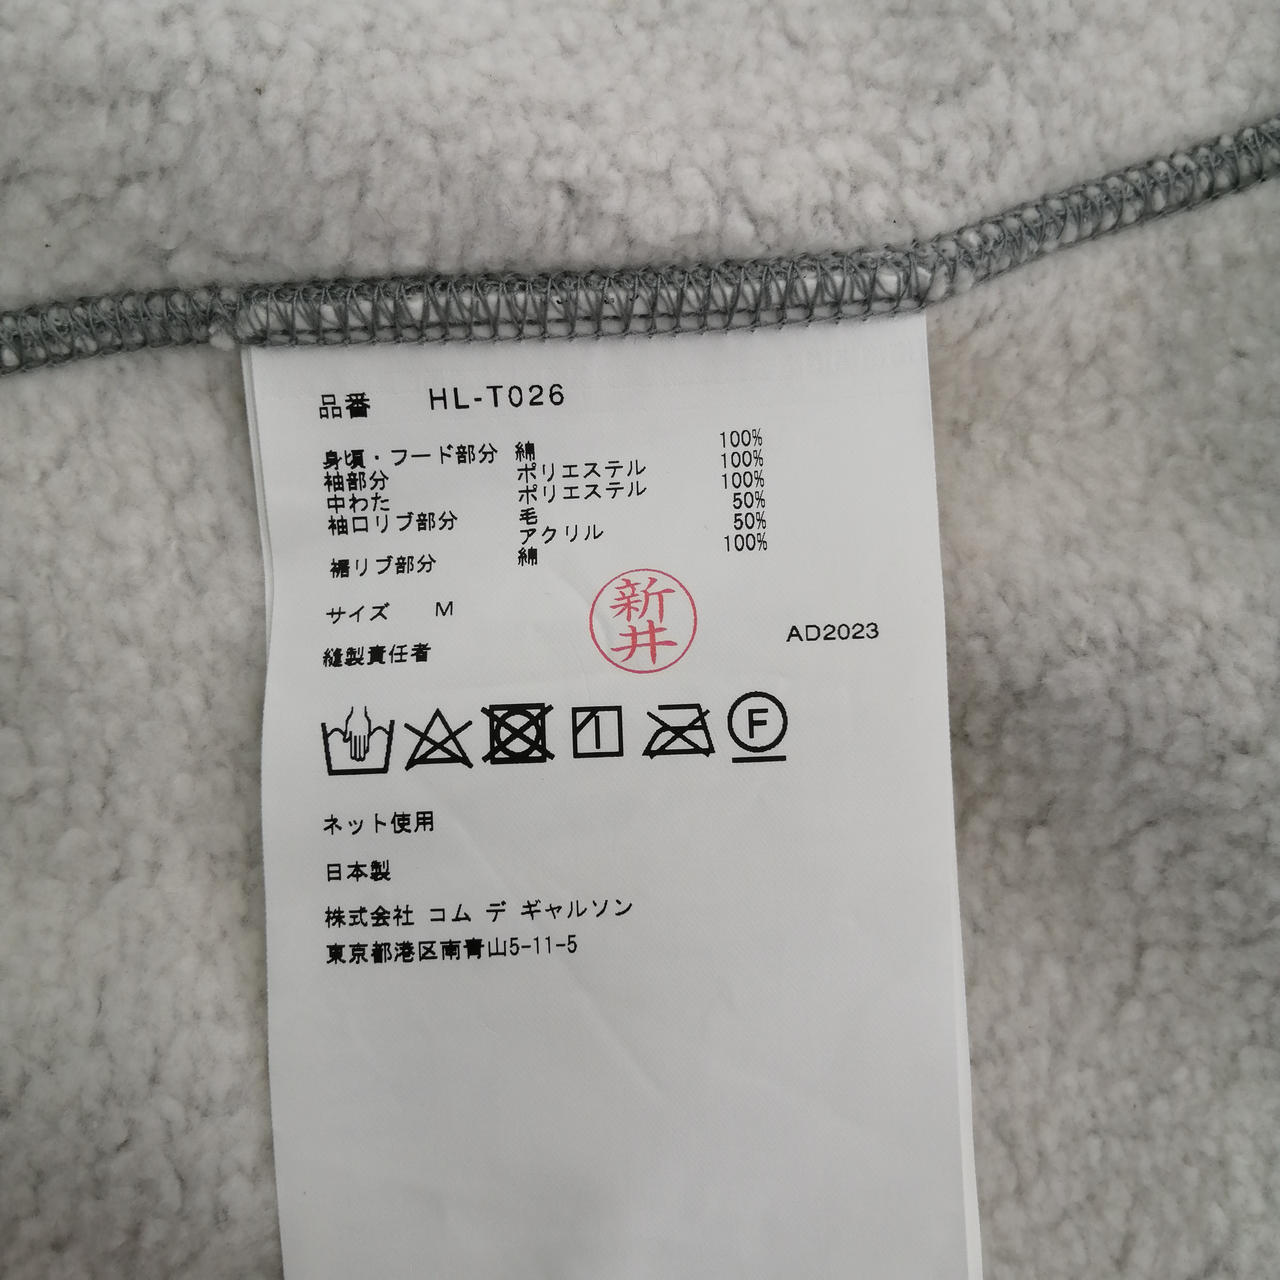 品番 HL-T026
身頃・フード部分 綿 100%
袖部分 ポリエステル 100%
中わた ポリエステル 100%
袖口リブ部分 毛 50%
アクリル 50%
裾リブ部分 綿 100%
サイズ M
新井
AD2023
縫製責任者
F
ネット使用
日本製
株式会社 コム デ ギャルソン
東京都港区南青山5-11-5